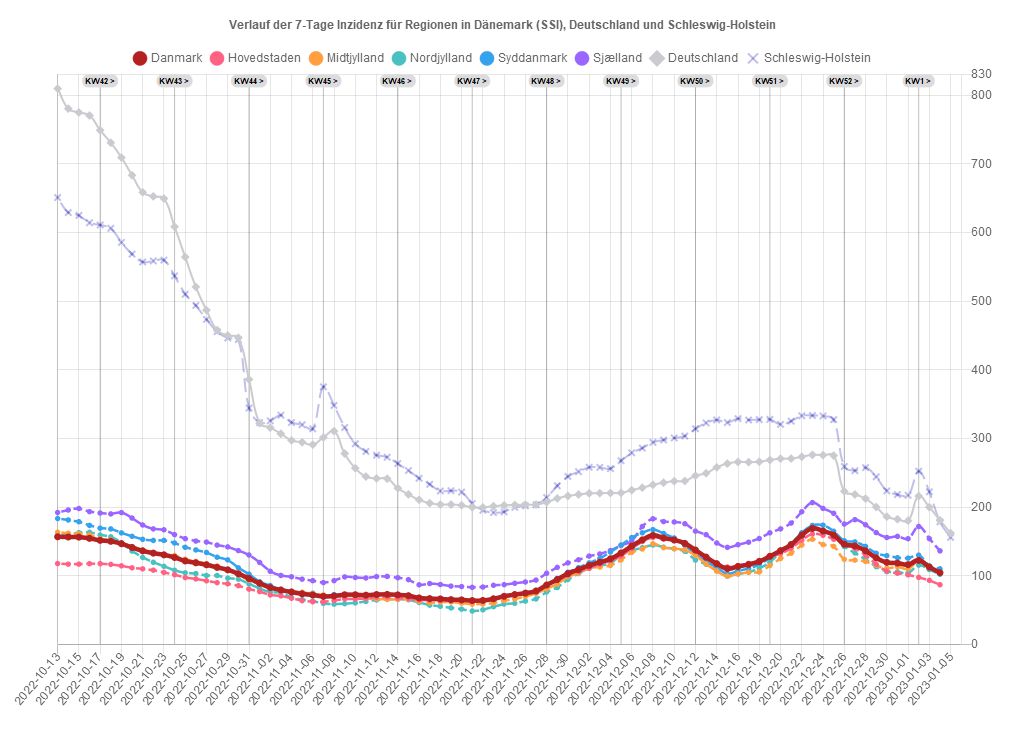 Verlauf der 7-Tage Inzidenz für Regionen in Dänemark (SSI), Deutschland und Schleswig-Holstein
Danmark Hovedstaden Midtjylland Nordjylland Syddanmark Sjælland Deutschland Schleswig-Holstein
KW42 > KW43 > KW44 > KW45 > KW46 > KW47 > KW48 > KW49 > KW50 > KW51 > KW52 > KW1 >
830
800
700
600
500
400
300
200
100
0
2022-10-13 2022-10-15 2022-10-17 2022-10-19 2022-10-21 2022-10-23 2022-10-25 2022-10-27 2022-10-29 2022-10-31 2022-11-02 2022-11-04 2022-11-06 2022-11-08 2022-11-10 2022-11-12 2022-11-14 2022-11-16 2022-11-18 2022-11-20 2022-11-22 2022-11-24 2022-11-26 2022-11-28 2022-11-30 2022-12-02 2022-12-04 2022-12-06 2022-12-08 2022-12-10 2022-12-12 2022-12-14 2022-12-16 2022-12-18 2022-12-20 2022-12-22 2022-12-24 2022-12-26 2022-12-28 2022-12-30 2023-01-01 2023-01-03 2023-01-05